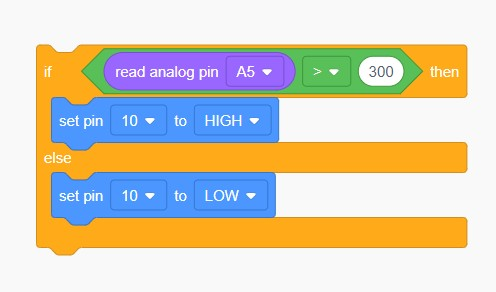 if read analog pin A5 > 300 then
set pin 10 to HIGH
else
set pin 10 to LOW